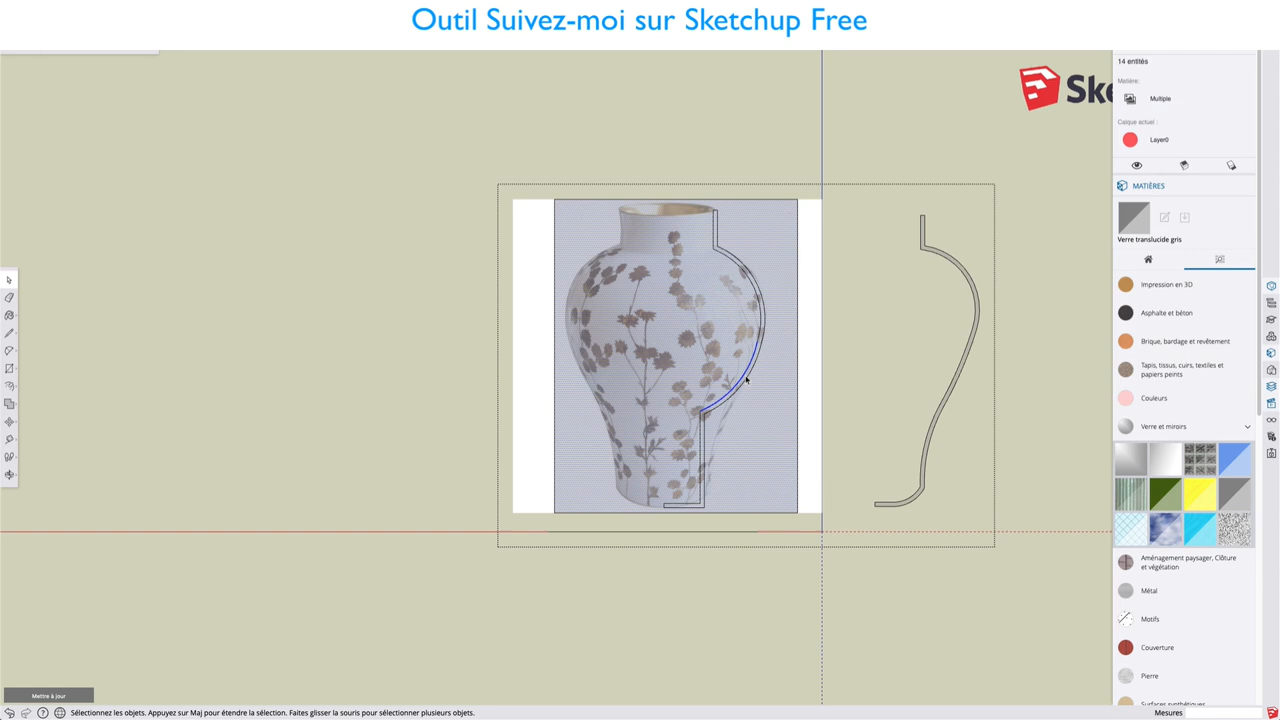 Outil Suivez-moi sur Sketchup Free
14 entités
Matière:
Multiple
Calque actuel :
Layer0
MATIÈRES
Verre translucide gris
Impression en 3D
Asphalte et béton
Brique, bardage et revêtement
Tapis, tissus, cuirs, textiles et
papiers peints
Couleurs
Verre et miroirs
Aménagement paysager, Clôture
et végétation
Métal
Motifs
Couverture
Pierre
Surfaces synthétiques
Mettre à jour
Sélectionnez les objets. Appuyez sur Maj pour étendre la sélection. Faites glisser la souris pour sélectionner plusieurs objets.
Mesures